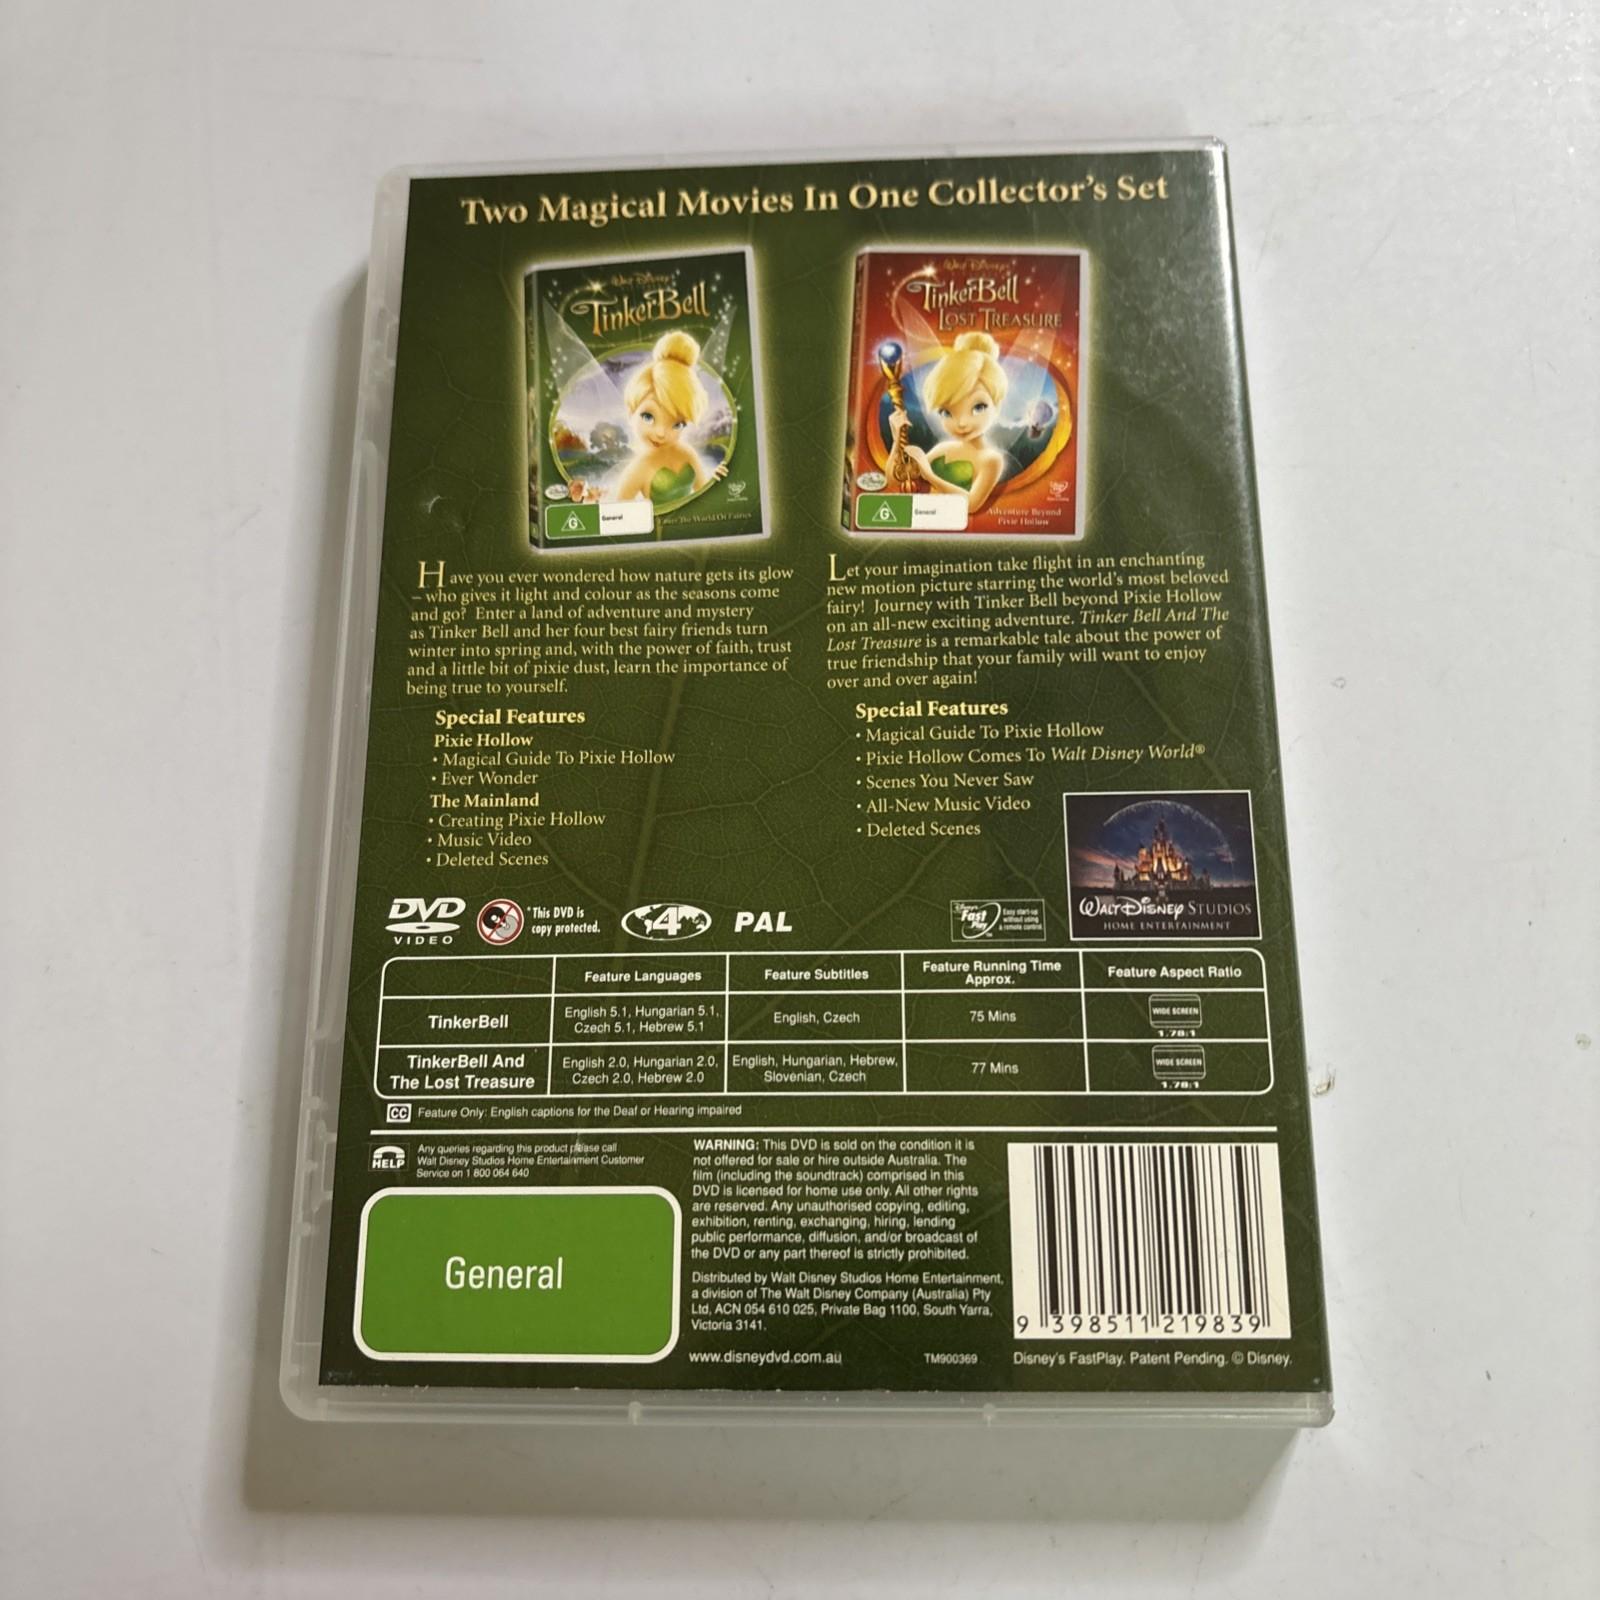 Two Magical Movies In One Collector's Set
Walt Disney
TinkerBell
General
Enter The World Of Fairies
Walt Disney
TinkerBell
LOST TREASURE
G
General
Adventure Beyond
Pixie Hollow
Have you ever wondered how nature gets its glow
– who gives it light and colour as the seasons come
and go? Enter a land of adventure and mystery
as Tinker Bell and her four best fairy friends turn
winter into spring and, with the power of faith, trust
and a little bit of pixie dust, learn the importance of
being true to yourself.
Special Features
Pixie Hollow
• Magical Guide To Pixie Hollow
• Ever Wonder
The Mainland
• Creating Pixie Hollow
• Music Video
• Deleted Scenes
Let your imagination take flight in an enchanting
new motion picture starring the world's most beloved
fairy! Journey with Tinker Bell beyond Pixie Hollow
on an all-new exciting adventure. Tinker Bell And The
Lost Treasure is a remarkable tale about the power of
true friendship that your family will want to enjoy
over and over again!
Special Features
• Magical Guide To Pixie Hollow
• Pixie Hollow Comes To Walt Disney World®
• Scenes You Never Saw
• All-New Music Video
• Deleted Scenes
DVD
VIDEO
*This DVD is
copy protected.
4
PAL
Disney's
Fast
Play
Easy start-up
without using
a remote control
WALT DISNEY STUDIOS
HOME ENTERTAINMENT
Feature Languages Feature Subtitles Feature Running Time Approx. Feature Aspect Ratio
TinkerBell
English 5.1, Hungarian 5.1,
Czech 5.1, Hebrew 5.1
English, Czech
75 Mins
WIDE SCREEN
1.78:1
TinkerBell And
The Lost Treasure
English 2.0, Hungarian 2.0,
Czech 2.0, Hebrew 2.0
English, Hungarian, Hebrew,
Slovenian, Czech
77 Mins
WIDE SCREEN
1.78:1
CC Feature Only: English captions for the Deaf or Hearing impaired
HELP
Any queries regarding this product please call
Walt Disney Studios Home Entertainment Customer
Service on 1 800 064 640
General
WARNING: This DVD is sold on the condition it is
not offered for sale or hire outside Australia. The
film (including the soundtrack) comprised in this
DVD is licensed for home use only. All other rights
are reserved. Any unauthorised copying, editing,
exhibition, renting, exchanging, hiring, lending
public performance, diffusion, and/or broadcast of
the DVD or any part thereof is strictly prohibited.
Distributed by Walt Disney Studios Home Entertainment,
a division of The Walt Disney Company (Australia) Pty
Ltd, ACN 054 610 025, Private Bag 1100, South Yarra,
Victoria 3141.
www.disneydvd.com.au
TM900369
9 398511 219839
Disney's FastPlay. Patent Pending. © Disney.